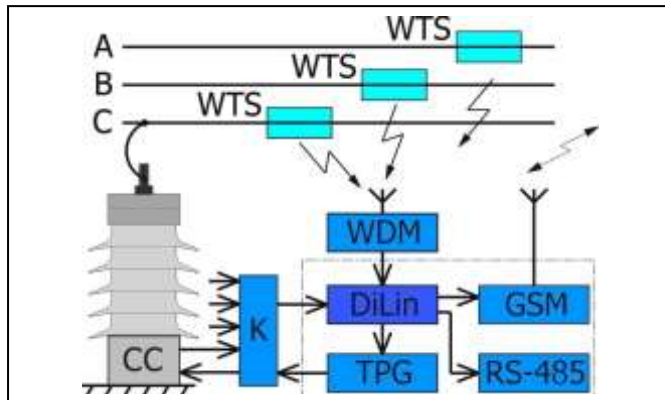 A WTS
B WTS
C WTS
WDM
DiLin GSM
K
CC TPG RS-485